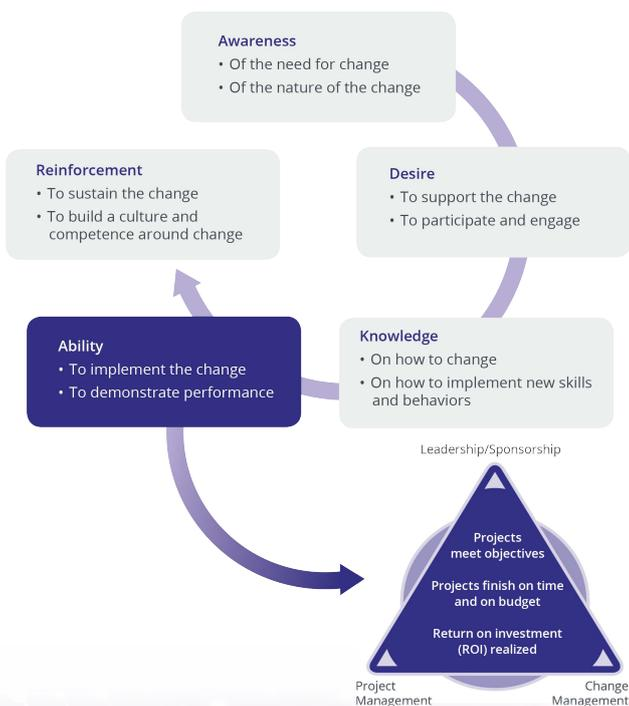 Awareness
• Of the need for change
• Of the nature of the change
Reinforcement
• To sustain the change
• To build a culture and
competence around change
Desire
• To support the change
• To participate and engage
Ability
• To implement the change
• To demonstrate performance
Knowledge
• On how to change
• On how to implement new skills
and behaviors
Leadership/Sponsorship
Projects
meet objectives
Projects finish on time
and on budget
Return on investment
(ROI) realized
Project
Management
Change
Management